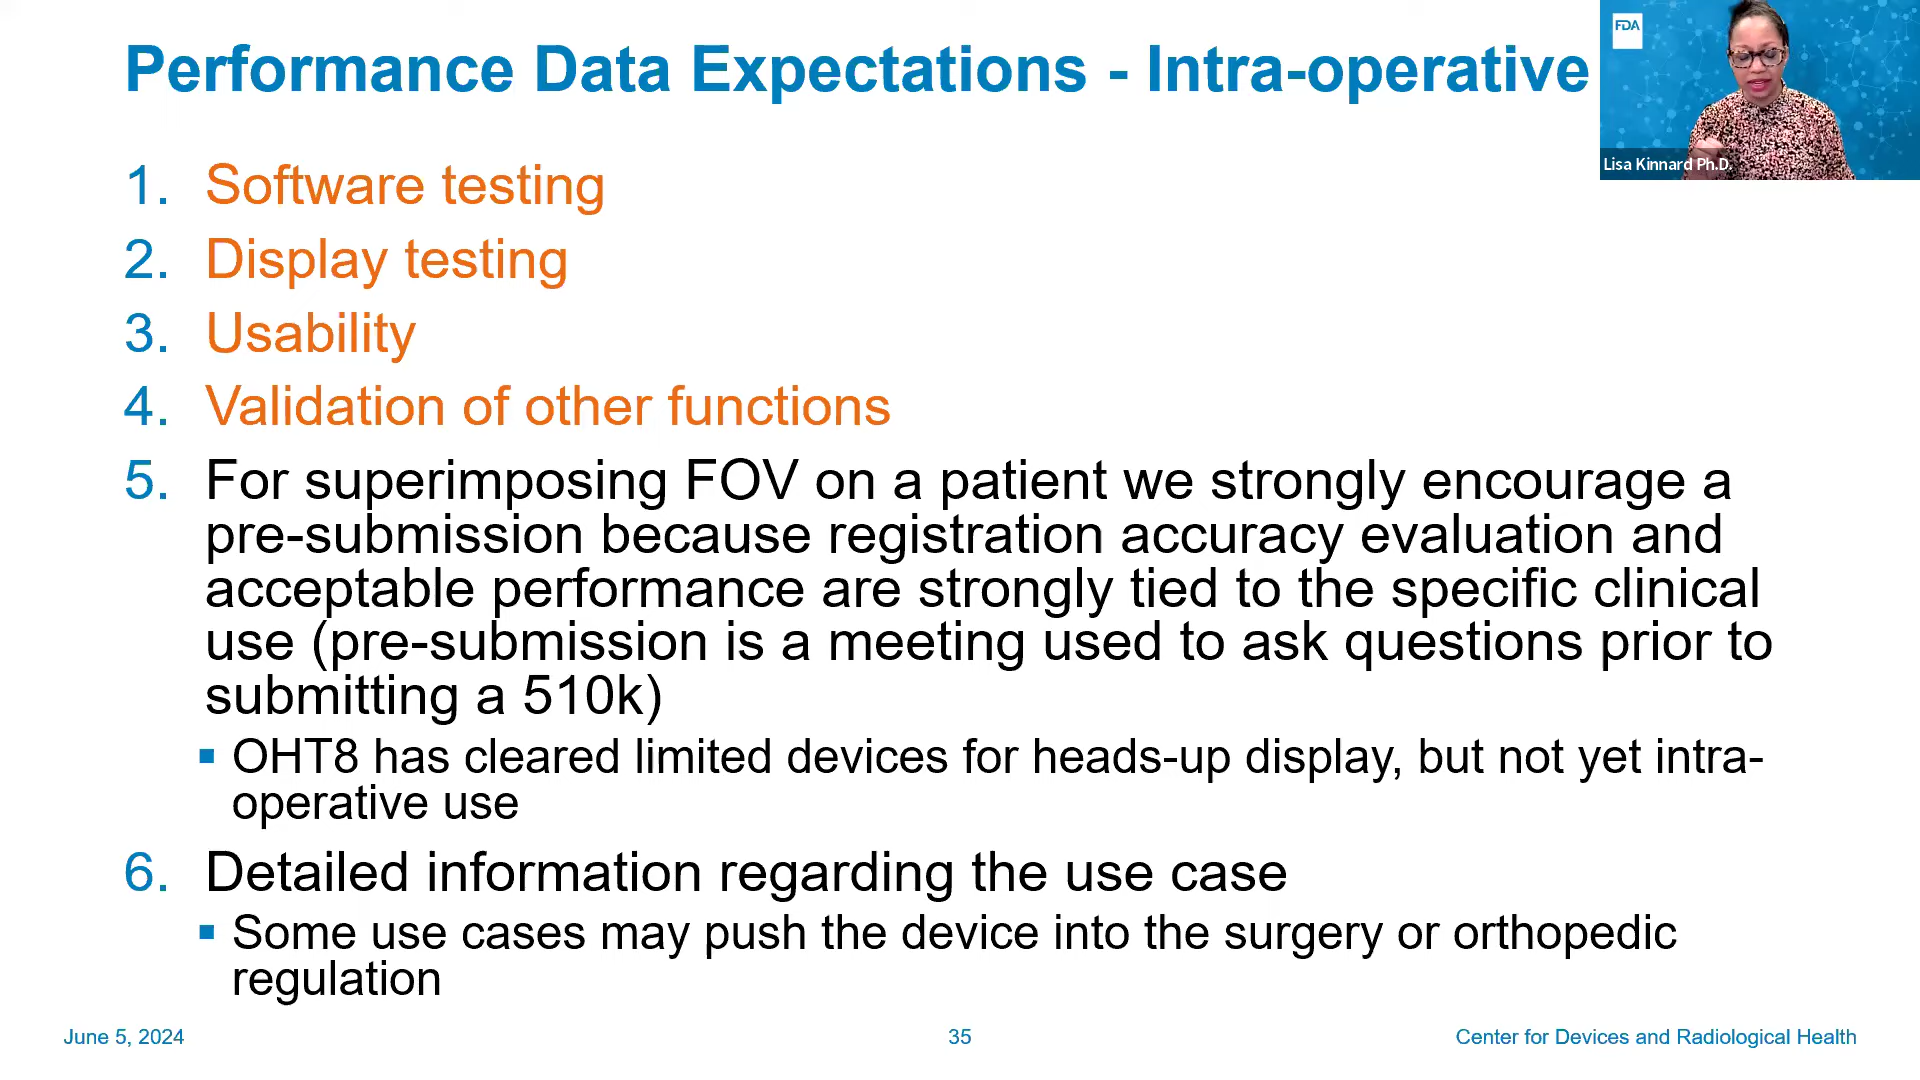 Performance Data Expectations - Intra-operative
FDA
Lisa Kinnard Ph.D.
1. Software testing
2. Display testing
3. Usability
4. Validation of other functions
5. For superimposing FOV on a patient we strongly encourage a
pre-submission because registration accuracy evaluation and
acceptable performance are strongly tied to the specific clinical
use (pre-submission is a meeting used to ask questions prior to
submitting a 510k)
▪ OHT8 has cleared limited devices for heads-up display, but not yet intra-
operative use
6. Detailed information regarding the use case
▪ Some use cases may push the device into the surgery or orthopedic
regulation
June 5, 2024
35
Center for Devices and Radiological Health